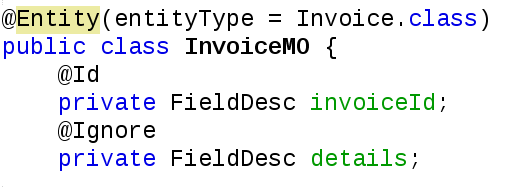 @Entity(entityType = Invoice.class)
public class InvoiceMO {
    @Id
    private FieldDesc invoiceId;
    @Ignore
    private FieldDesc details;